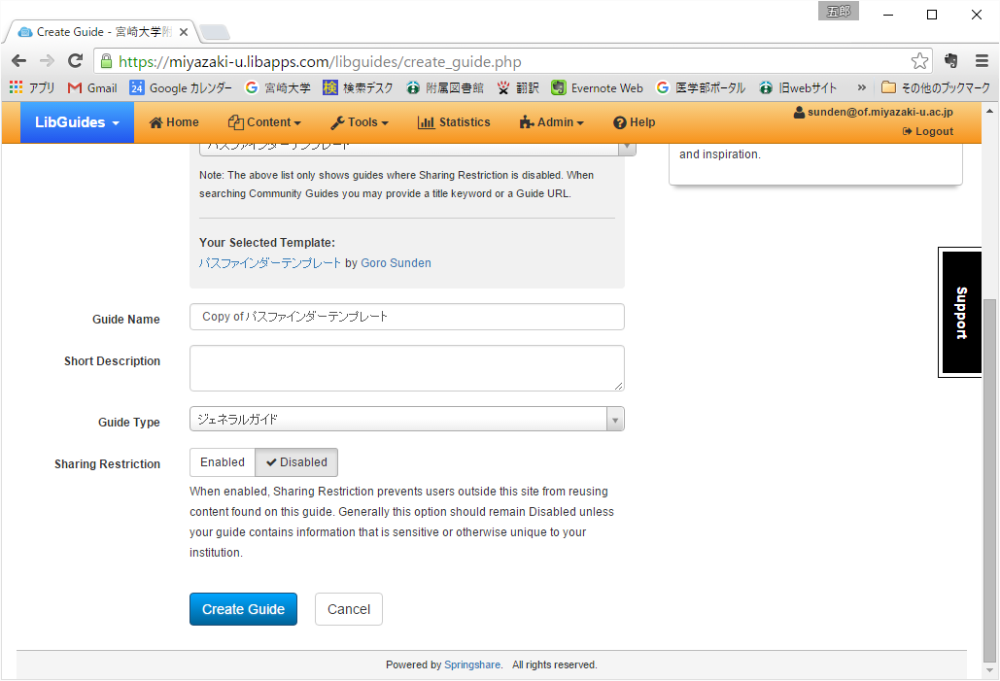 五郎
Create Guide - 宮崎大学附
https://miyazaki-u.libapps.com/libguides/create_guide.php
アプリ Gmail 24 Google カレンダー 宮崎大学 検 検索デスク 附属図書館 翻訳 Evernote Web 医学部ポータル 旧webサイト » その他のブックマーク
LibGuides Home Content Tools Statistics Admin Help sunden@of.miyazaki-u.ac.jp
Logout
パスファインダーテンプレート
and inspiration.
Note: The above list only shows guides where Sharing Restriction is disabled. When
searching Community Guides you may provide a title keyword or a Guide URL.
Your Selected Template:
パスファインダーテンプレート by Goro Sunden
Support
Guide Name Copy of パスファインダーテンプレート
Short Description
Guide Type ジェネラルガイド
Sharing Restriction Enabled Disabled
When enabled, Sharing Restriction prevents users outside this site from reusing
content found on this guide. Generally this option should remain Disabled unless
your guide contains information that is sensitive or otherwise unique to your
institution.
Create Guide Cancel
Powered by Springshare. All rights reserved.